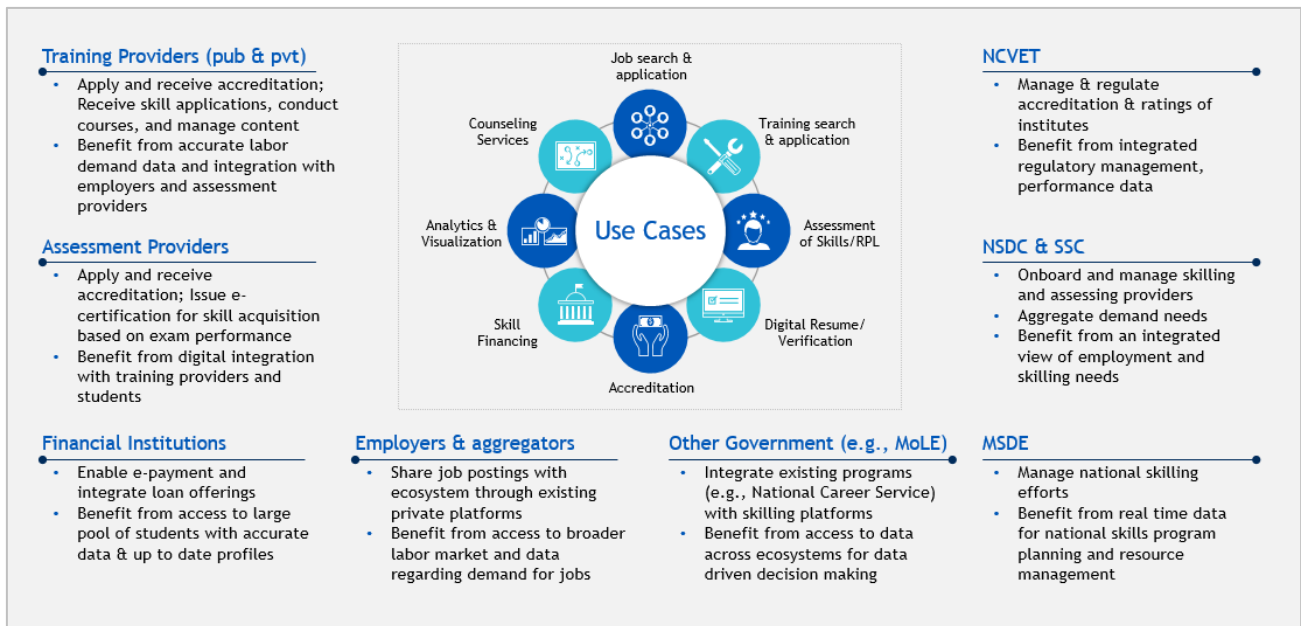 Training Providers (pub & pvt)
• Apply and receive accreditation;
Receive skill applications, conduct
courses, and manage content
• Benefit from accurate labor
demand data and integration with
employers and assessment
providers
Assessment Providers
• Apply and receive
accreditation; Issue e-
certification for skill acquisition
based on exam performance
• Benefit from digital integration
with training providers and
students
Job search &
application
Training search
& application
Assessment
of Skills/RPL
Digital Resume/
Verification
Accreditation
Skill
Financing
Analytics &
Visualization
Counseling
Services
Use Cases
NCVET
• Manage & regulate
accreditation & ratings of
institutes
• Benefit from integrated
regulatory management,
performance data
NSDC & SSC
• Onboard and manage skilling
and assessing providers
• Aggregate demand needs
• Benefit from an integrated
view of employment and
skilling needs
Financial Institutions
• Enable e-payment and
integrate loan offerings
• Benefit from access to large
pool of students with accurate
data & up to date profiles
Employers & aggregators
• Share job postings with
ecosystem through existing
private platforms
• Benefit from access to broader
labor market and data
regarding demand for jobs
Other Government (e.g., MoLE)
• Integrate existing programs
(e.g., National Career Service)
with skilling platforms
• Benefit from access to data
across ecosystems for data
driven decision making
MSDE
• Manage national skilling
efforts
• Benefit from real time data
for national skills program
planning and resource
management